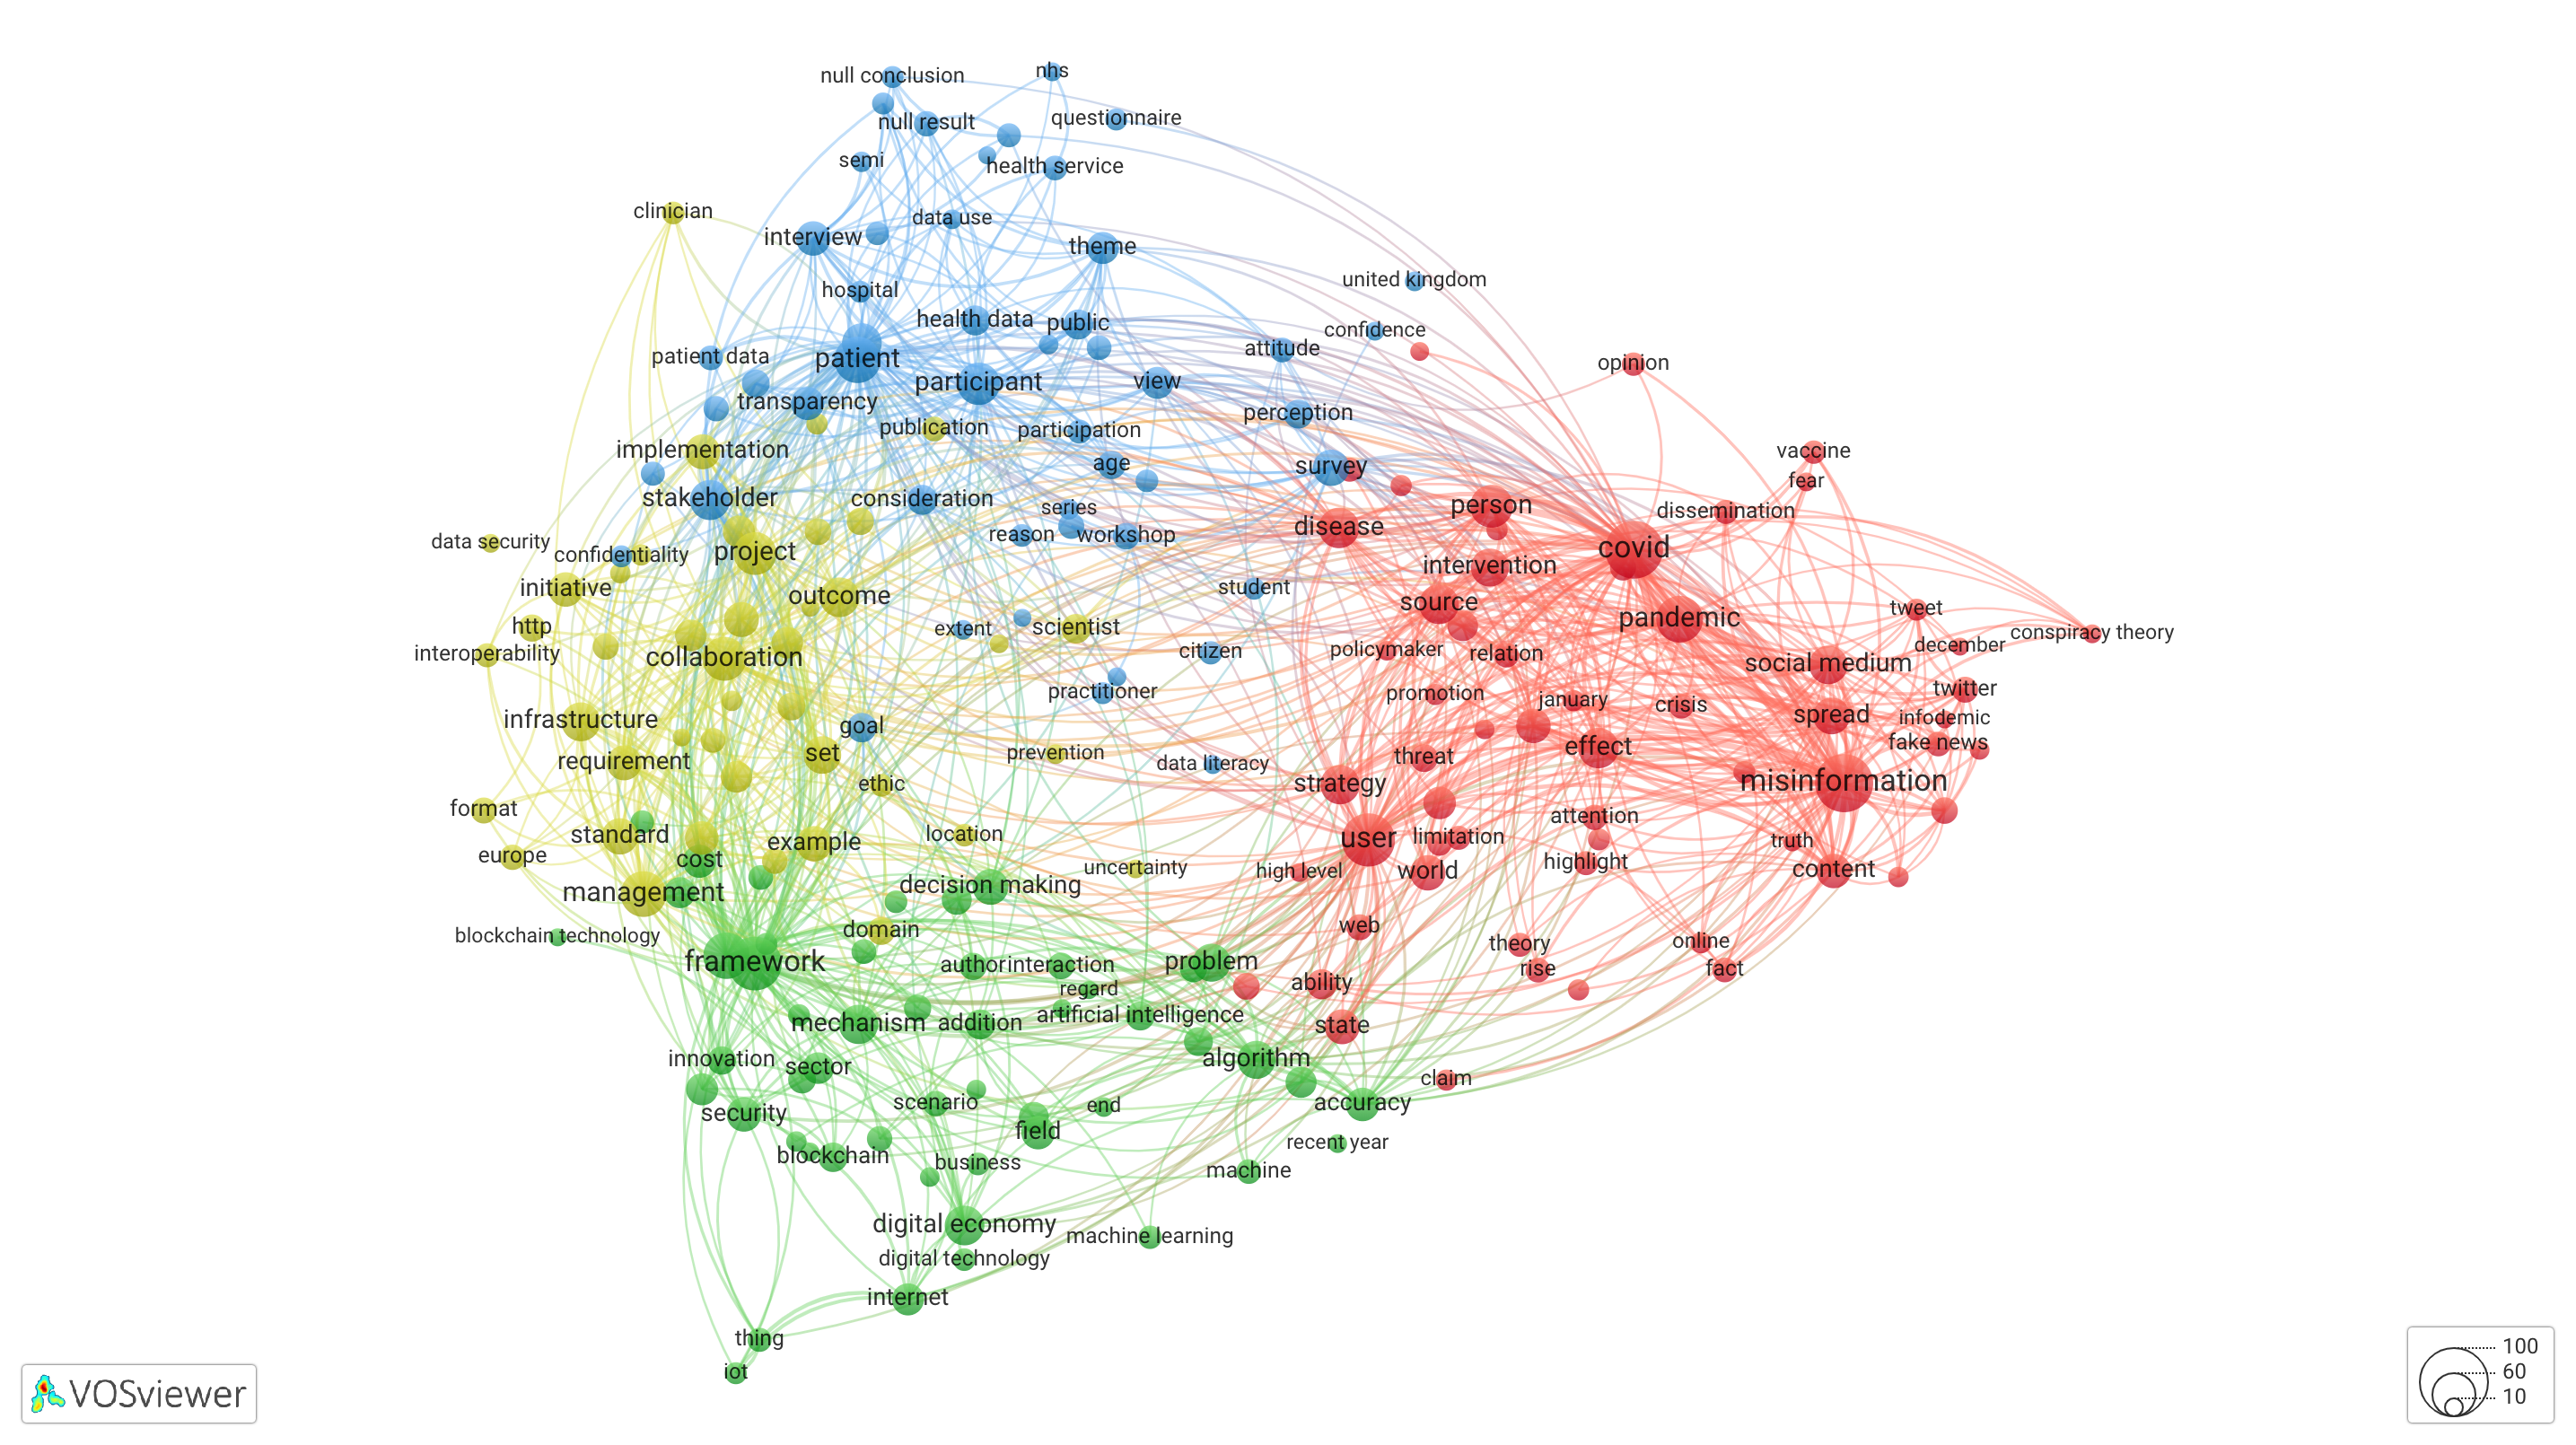 null conclusion
nhs
null result
questionnaire
semi
health service
clinician
data use
interview
theme
hospital
united kingdom
health data
public
confidence
patient data
patient
attitude
opinion
participant
view
transparency
perception
publication
participation
implementation
vaccine
age
survey
fear
stakeholder
consideration
series
person
dissemination
reason
workshop
disease
data security
confidentiality
project
covid
intervention
initiative
outcome
student
source
tweet
http
extent
scientist
pandemic
conspiracy theory
interoperability
collaboration
citizen
policymaker
relation
december
social medium
practitioner
promotion
january
crisis
twitter
infrastructure
goal
spread
infodemic
requirement
set
prevention
data literacy
threat
effect
fake news
ethic
strategy
misinformation
format
standard
example
location
user
limitation
attention
truth
europe
cost
uncertainty
high level
world
highlight
content
management
decision making
blockchain technology
domain
web
theory
online
framework
authorinteraction
problem
rise
fact
regard
ability
mechanism
addition
artificial intelligence
state
innovation
sector
algorithm
claim
security
scenario
end
accuracy
field
recent year
blockchain
business
machine
digital economy
machine learning
digital technology
internet
thing
iot
VOSviewer
100
60
10